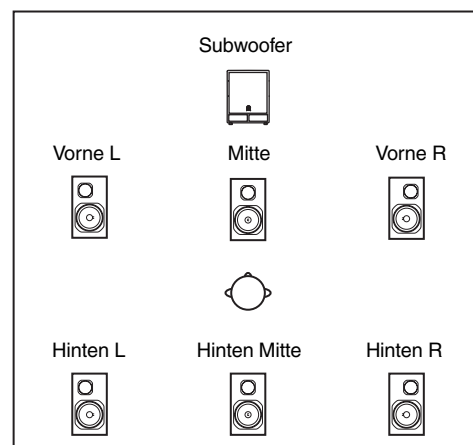 Subwoofer
Vorne L Mitte Vorne R
Hinten L Hinten Mitte Hinten R